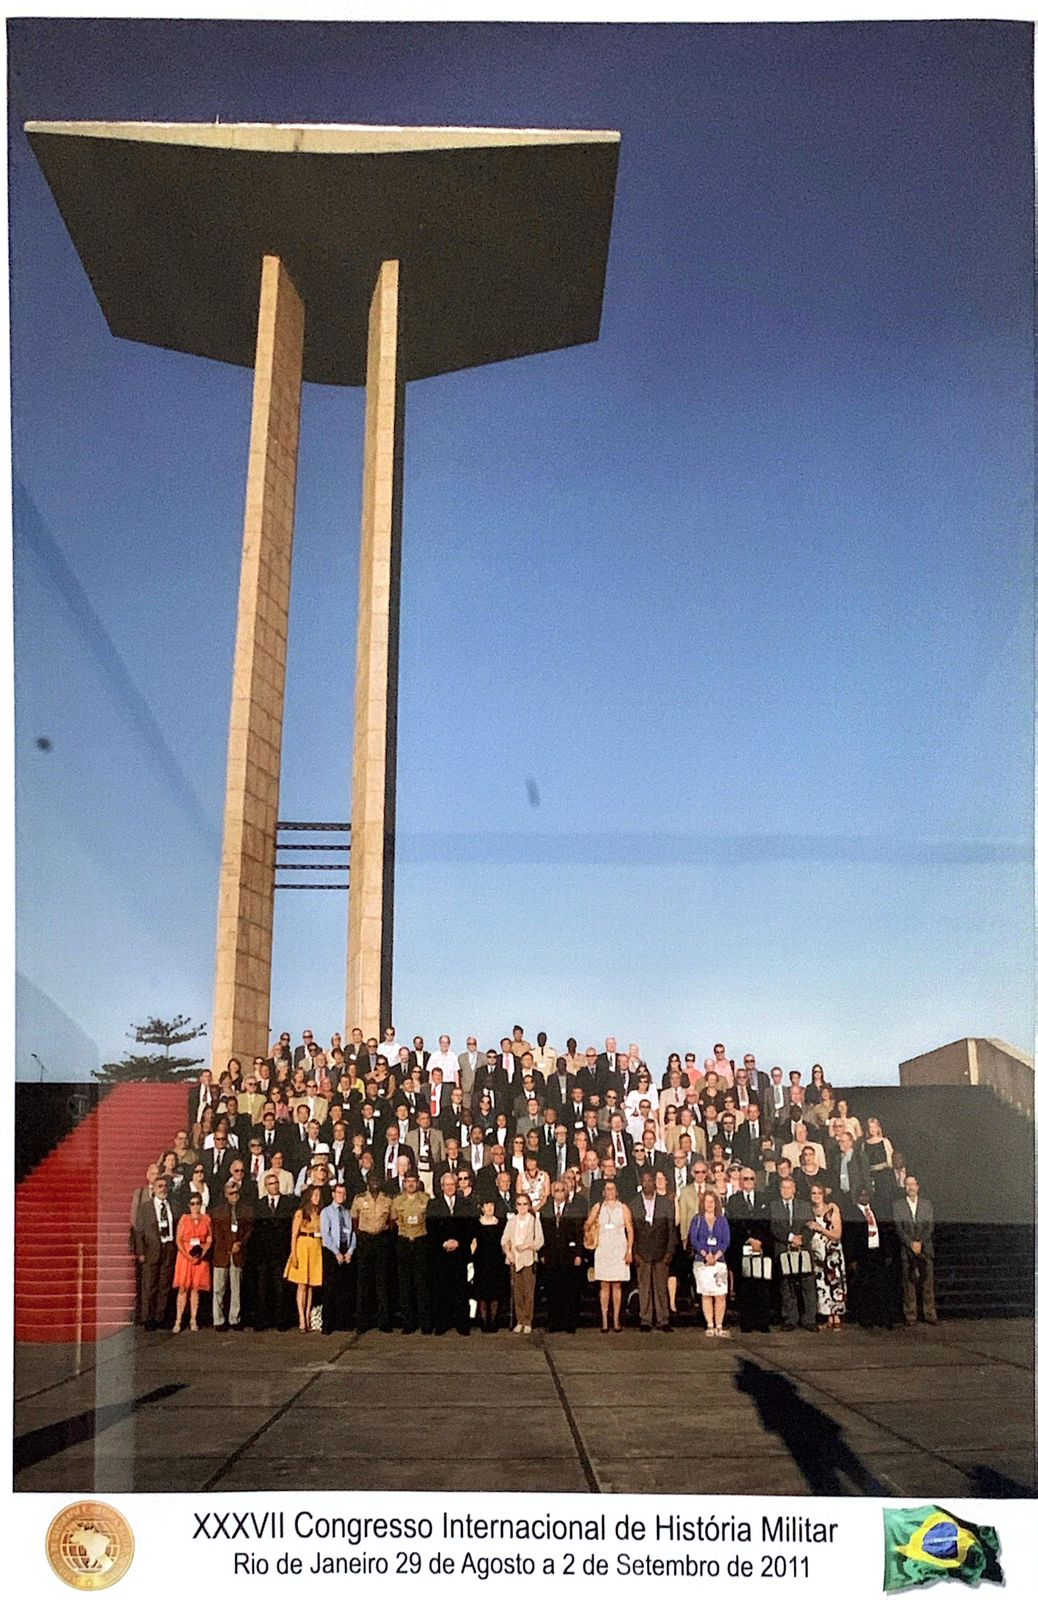 XXXVII Congresso Internacional de História Militar
Rio de Janeiro 29 de Agosto a 2 de Setembro de 2011